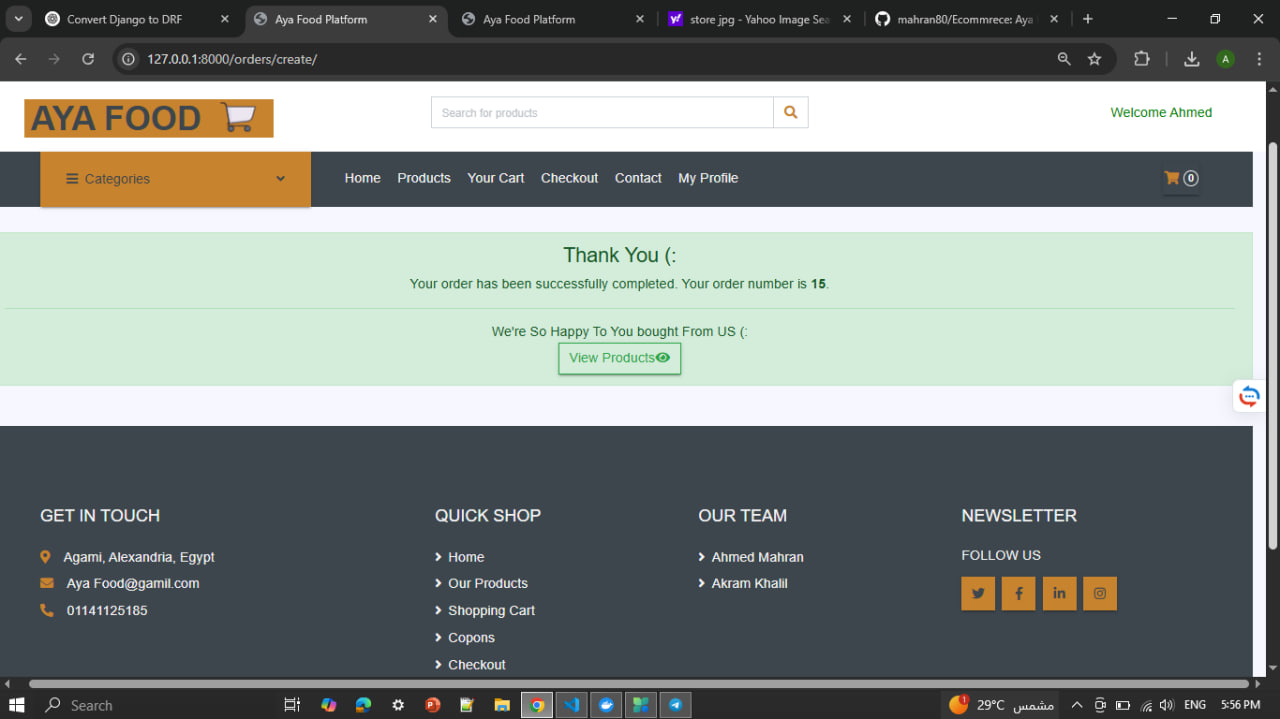 Convert Django to DRF
Aya Food Platform
Aya Food Platform
store jpg - Yahoo Image Sea
mahran80/Ecommrece: Aya
127.0.0.1:8000/orders/create/
A
AYA FOOD
Search for products
Welcome Ahmed
Categories
Home
Products
Your Cart
Checkout
Contact
My Profile
0
Thank You (:
Your order has been successfully completed. Your order number is 15.
We're So Happy To You bought From US (:
View Products
GET IN TOUCH
Agami, Alexandria, Egypt
Aya Food@gamil.com
01141125185
QUICK SHOP
Home
Our Products
Shopping Cart
Copons
Checkout
OUR TEAM
Ahmed Mahran
Akram Khalil
NEWSLETTER
FOLLOW US
Search
1
29°C مشمس
ENG
5:56 PM